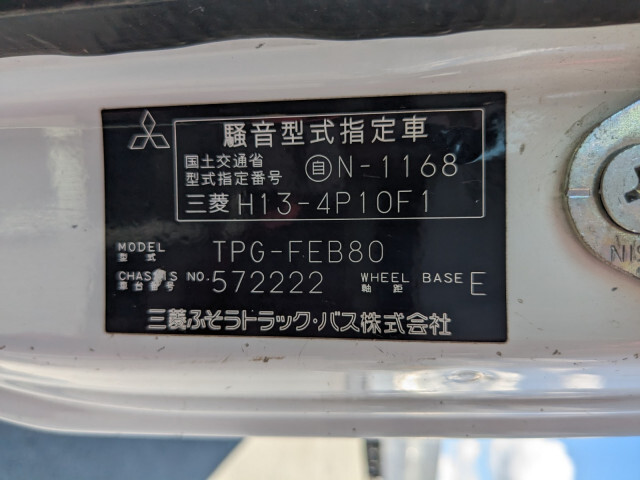 騒音型式指定車
国土交通省
型式指定番号 自N-1168
三菱 H13-4P10F1
MODEL TPG-FEB80
型式
CHASSIS NO. 572222 WHEEL BASE E
車台番号 軸距
三菱ふそうトラック・バス株式会社
NIS